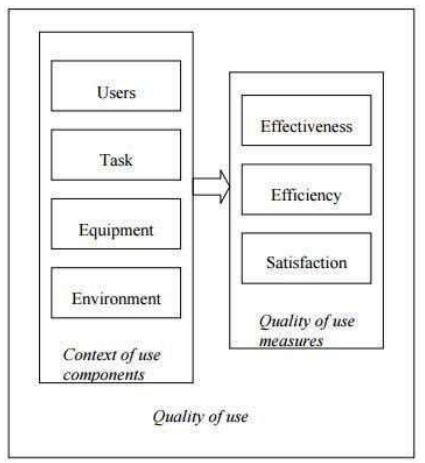 Users
Task
Equipment
Environment
Context of use
components
Effectiveness
Efficiency
Satisfaction
Quality of use
measures
Quality of use